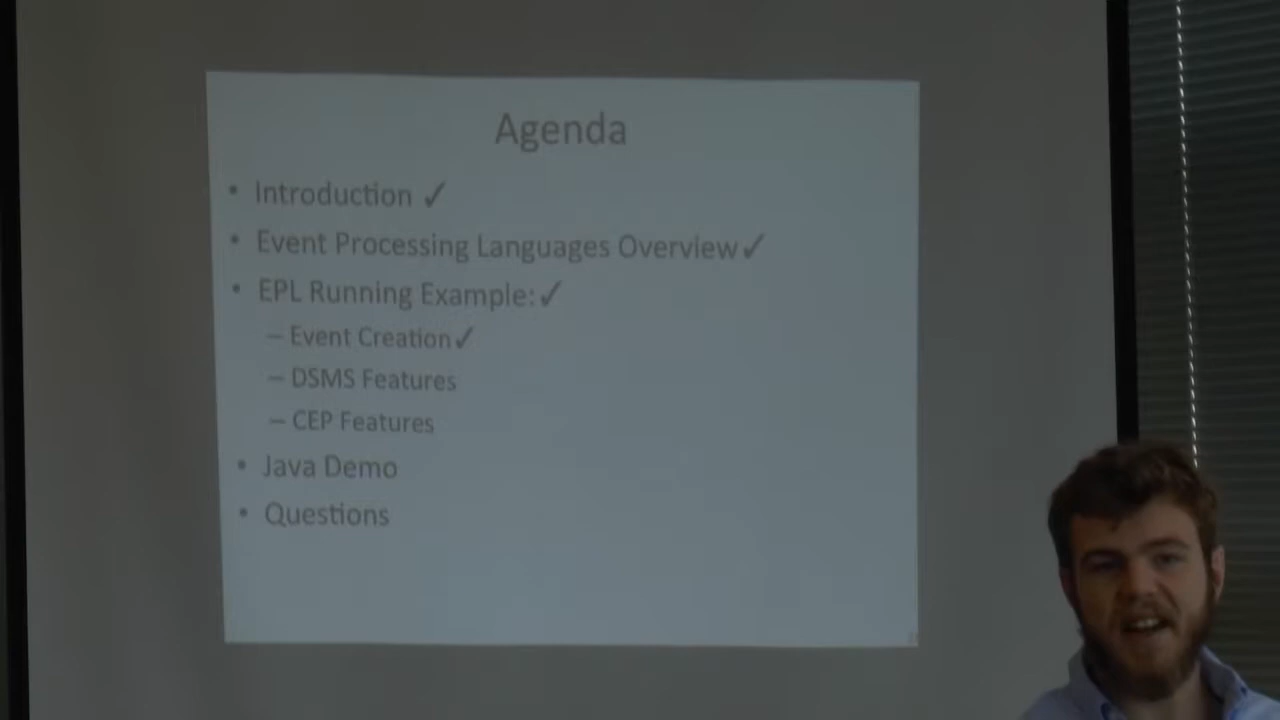 Agenda
• Introduction ✓
• Event Processing Languages Overview✓
• EPL Running Example:✓
– Event Creation✓
– DSMS Features
– CEP Features
• Java Demo
• Questions